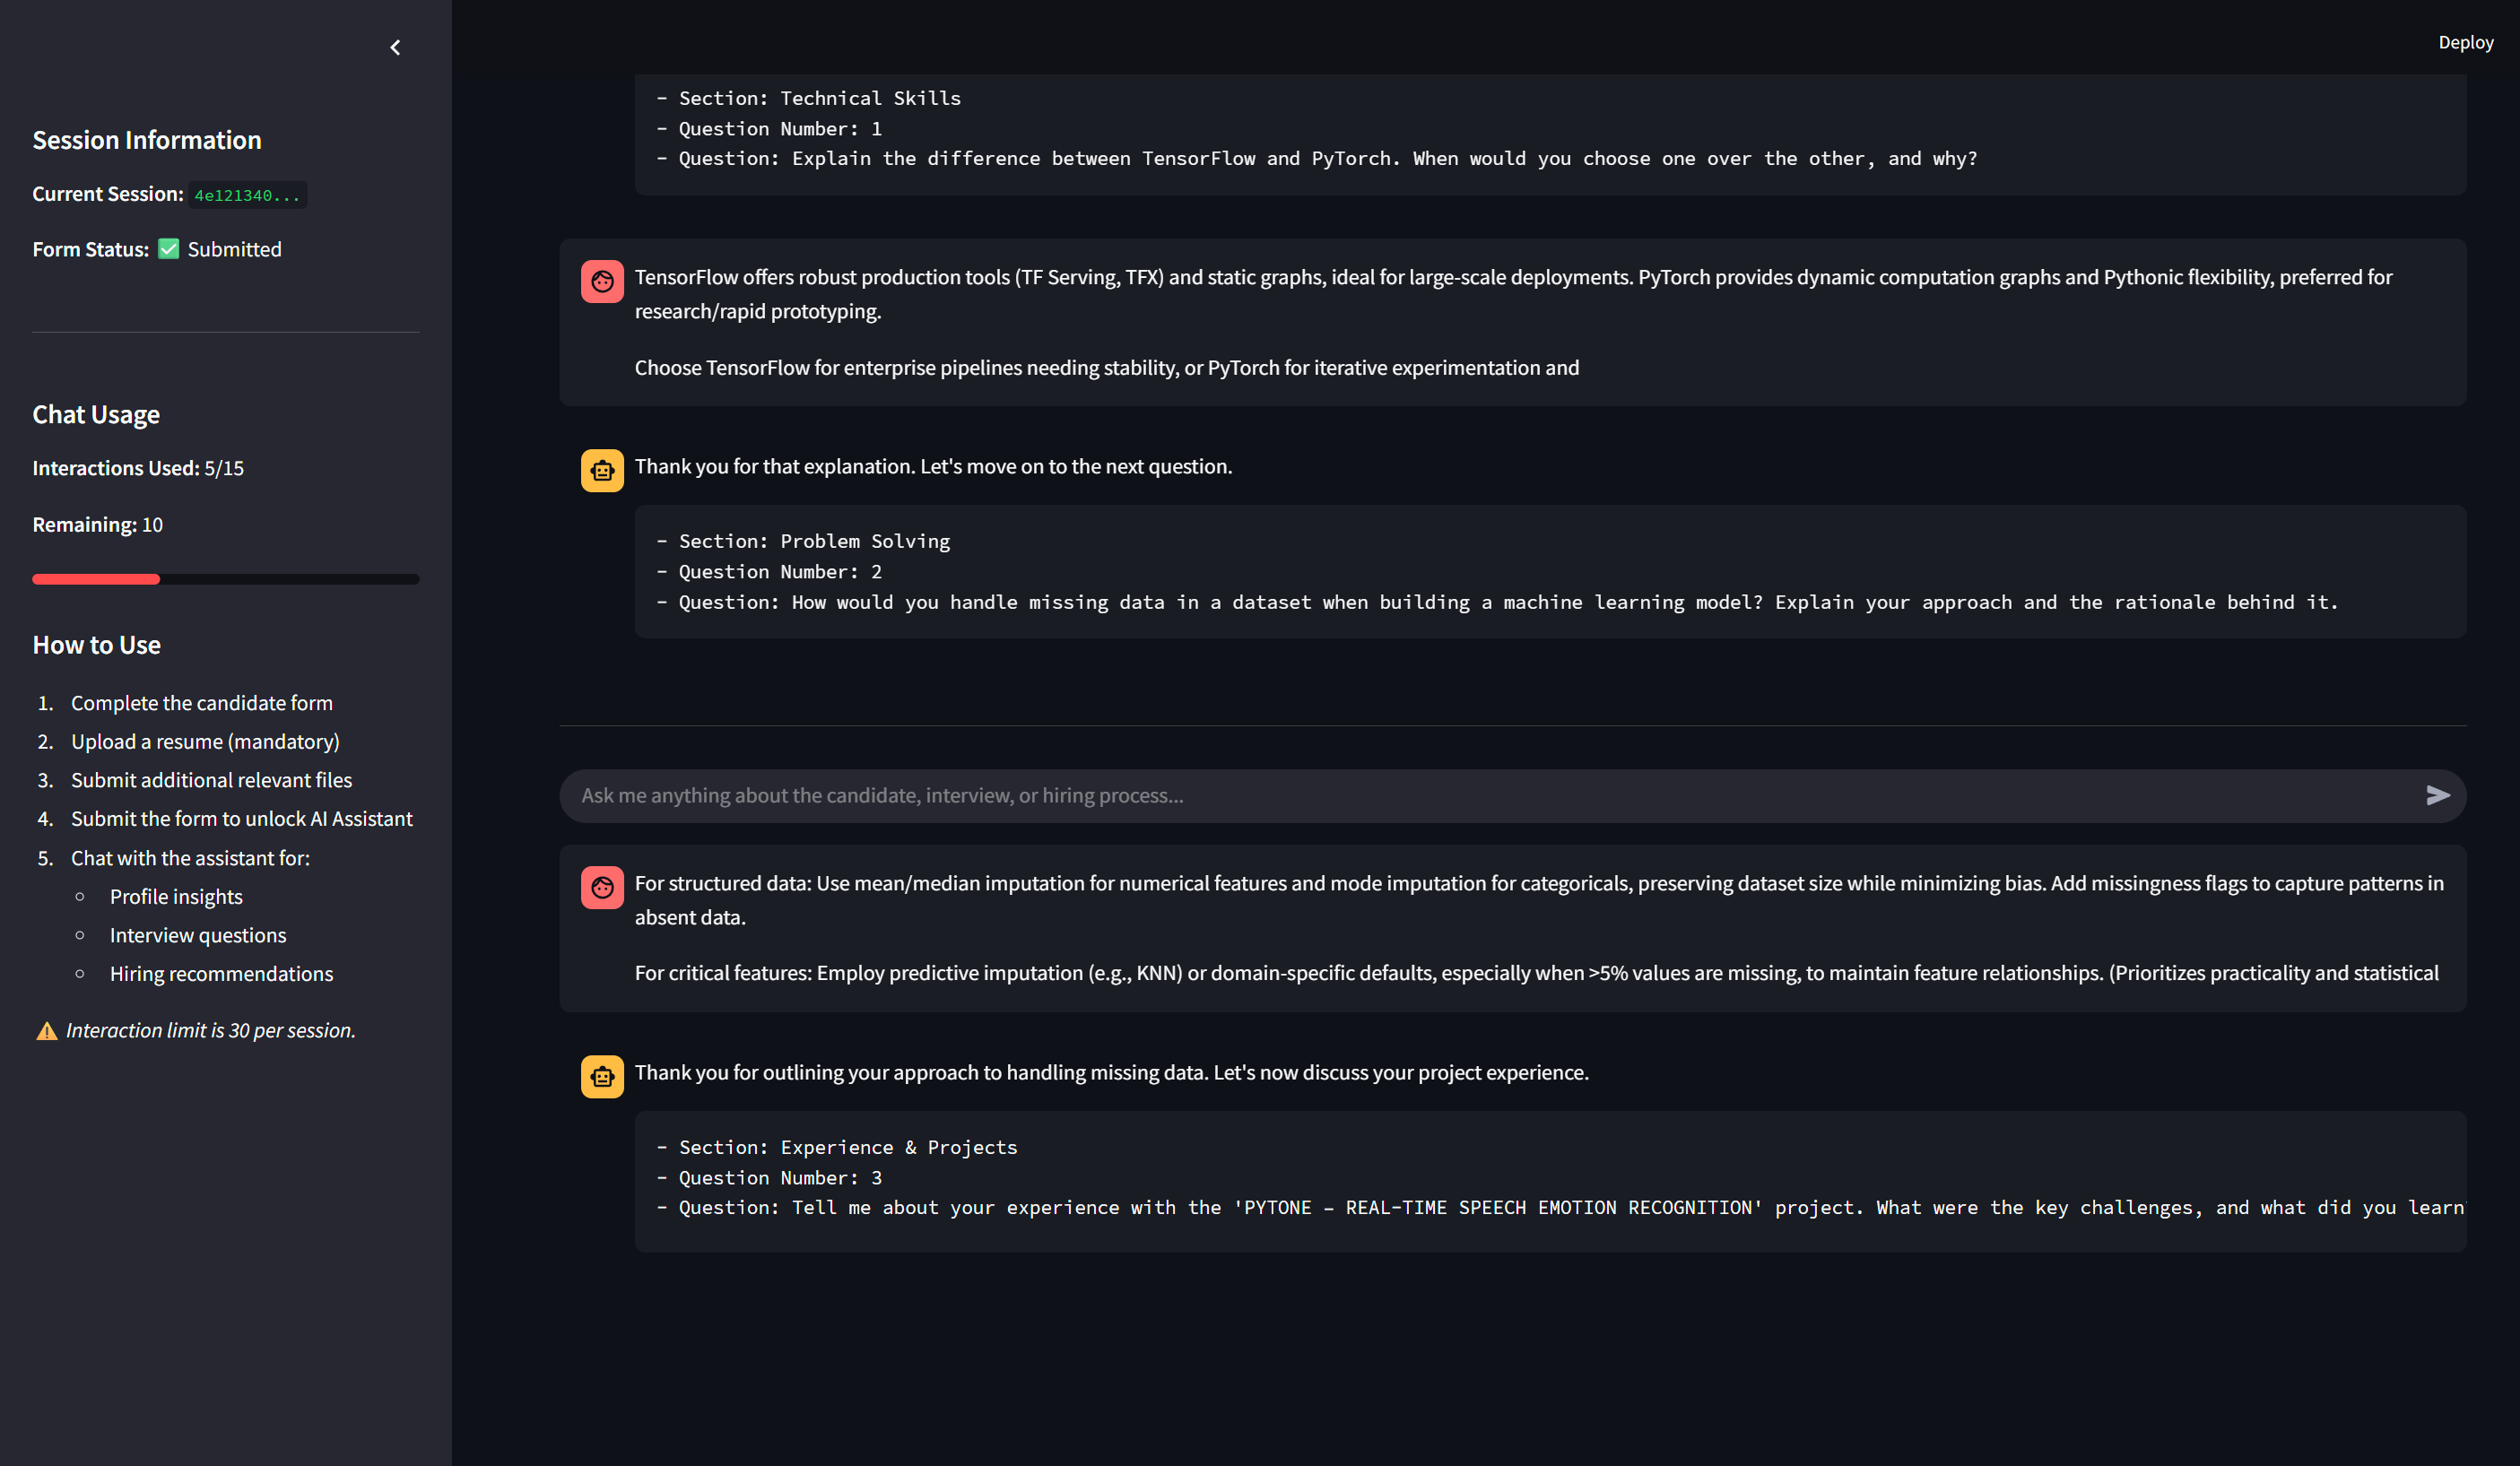 Deploy
Session Information
Current Session: 4e121340...
Form Status: ✅ Submitted
Chat Usage
Interactions Used: 5/15
Remaining: 10
How to Use
1. Complete the candidate form
2. Upload a resume (mandatory)
3. Submit additional relevant files
4. Submit the form to unlock AI Assistant
5. Chat with the assistant for:
○ Profile insights
○ Interview questions
○ Hiring recommendations
⚠️ Interaction limit is 30 per session.
- Section: Technical Skills
- Question Number: 1
- Question: Explain the difference between TensorFlow and PyTorch. When would you choose one over the other, and why?
TensorFlow offers robust production tools (TF Serving, TFX) and static graphs, ideal for large-scale deployments. PyTorch provides dynamic computation graphs and Pythonic flexibility, preferred for
research/rapid prototyping.
Choose TensorFlow for enterprise pipelines needing stability, or PyTorch for iterative experimentation and
Thank you for that explanation. Let's move on to the next question.
- Section: Problem Solving
- Question Number: 2
- Question: How would you handle missing data in a dataset when building a machine learning model? Explain your approach and the rationale behind it.
Ask me anything about the candidate, interview, or hiring process...
For structured data: Use mean/median imputation for numerical features and mode imputation for categoricals, preserving dataset size while minimizing bias. Add missingness flags to capture patterns in
absent data.
For critical features: Employ predictive imputation (e.g., KNN) or domain-specific defaults, especially when >5% values are missing, to maintain feature relationships. (Prioritizes practicality and statistical
Thank you for outlining your approach to handling missing data. Let's now discuss your project experience.
- Section: Experience & Projects
- Question Number: 3
- Question: Tell me about your experience with the 'PYTONE – REAL-TIME SPEECH EMOTION RECOGNITION' project. What were the key challenges, and what did you learn